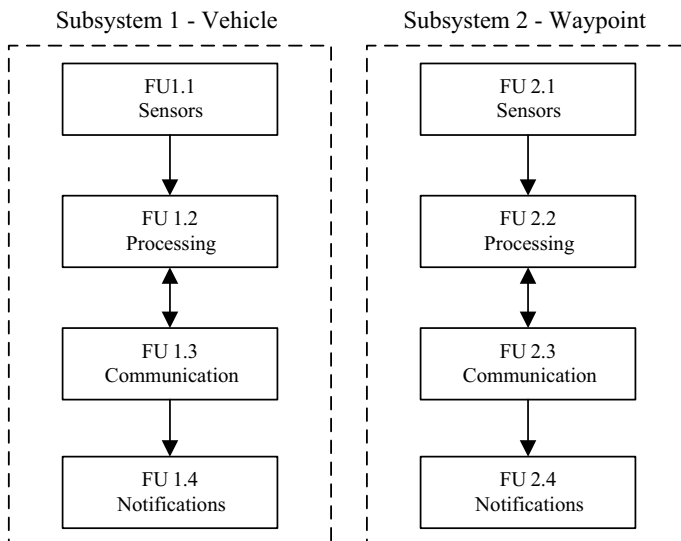 Subsystem 1 - Vehicle
FU1.1
Sensors
FU 1.2
Processing
FU 1.3
Communication
FU 1.4
Notifications
Subsystem 2 - Waypoint
FU 2.1
Sensors
FU 2.2
Processing
FU 2.3
Communication
FU 2.4
Notifications